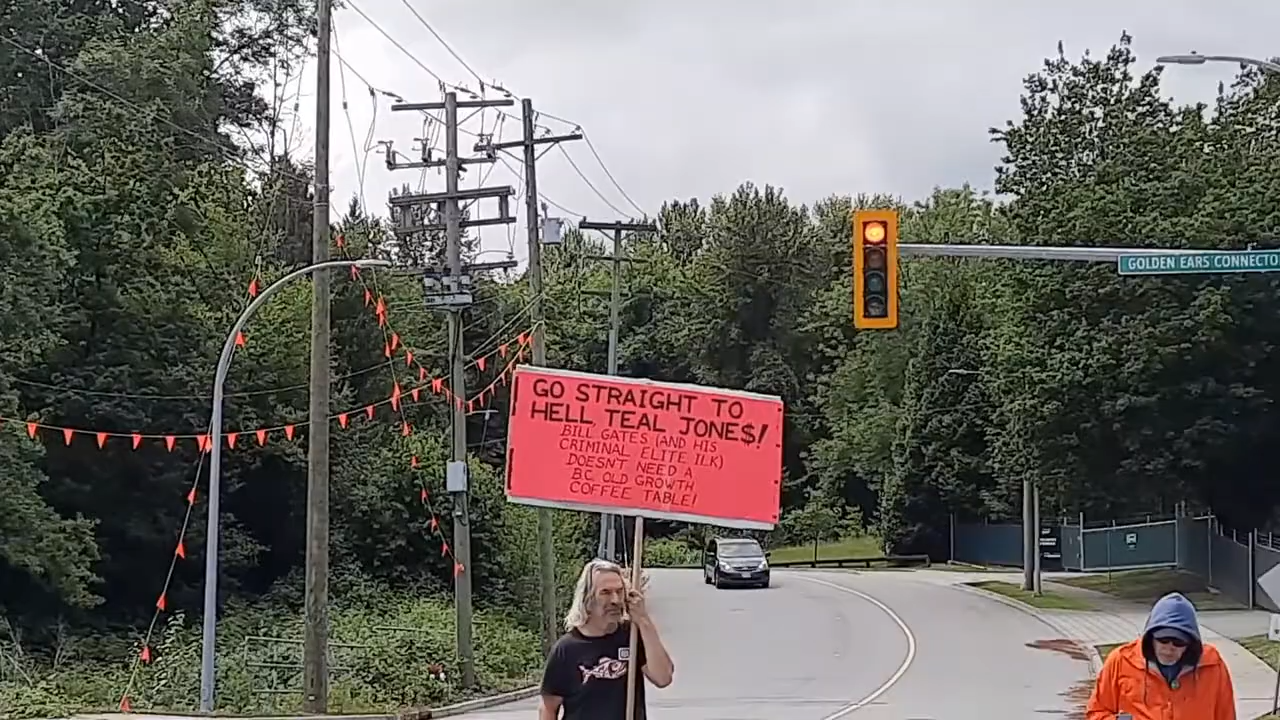 GOLDEN EARS CONNECTO
GO STRAIGHT TO
HELL TEAL JONE$!
BILL GATES (AND HIS
CRIMINAL ELITE ILK)
DOESN'T NEED A
B.C. OLD GROWTH
COFFEE TABLE!